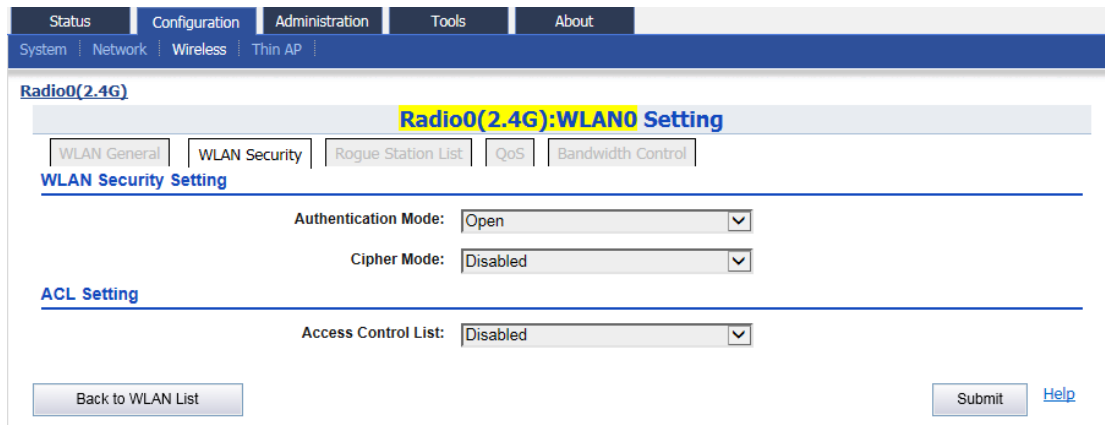 Status Configuration Administration Tools About
System Network Wireless Thin AP
Radio0(2.4G)
Radio0(2.4G):WLAN0 Setting
WLAN General WLAN Security Rogue Station List QoS Bandwidth Control
WLAN Security Setting
Authentication Mode: Open
Cipher Mode: Disabled
ACL Setting
Access Control List: Disabled
Back to WLAN List Submit Help